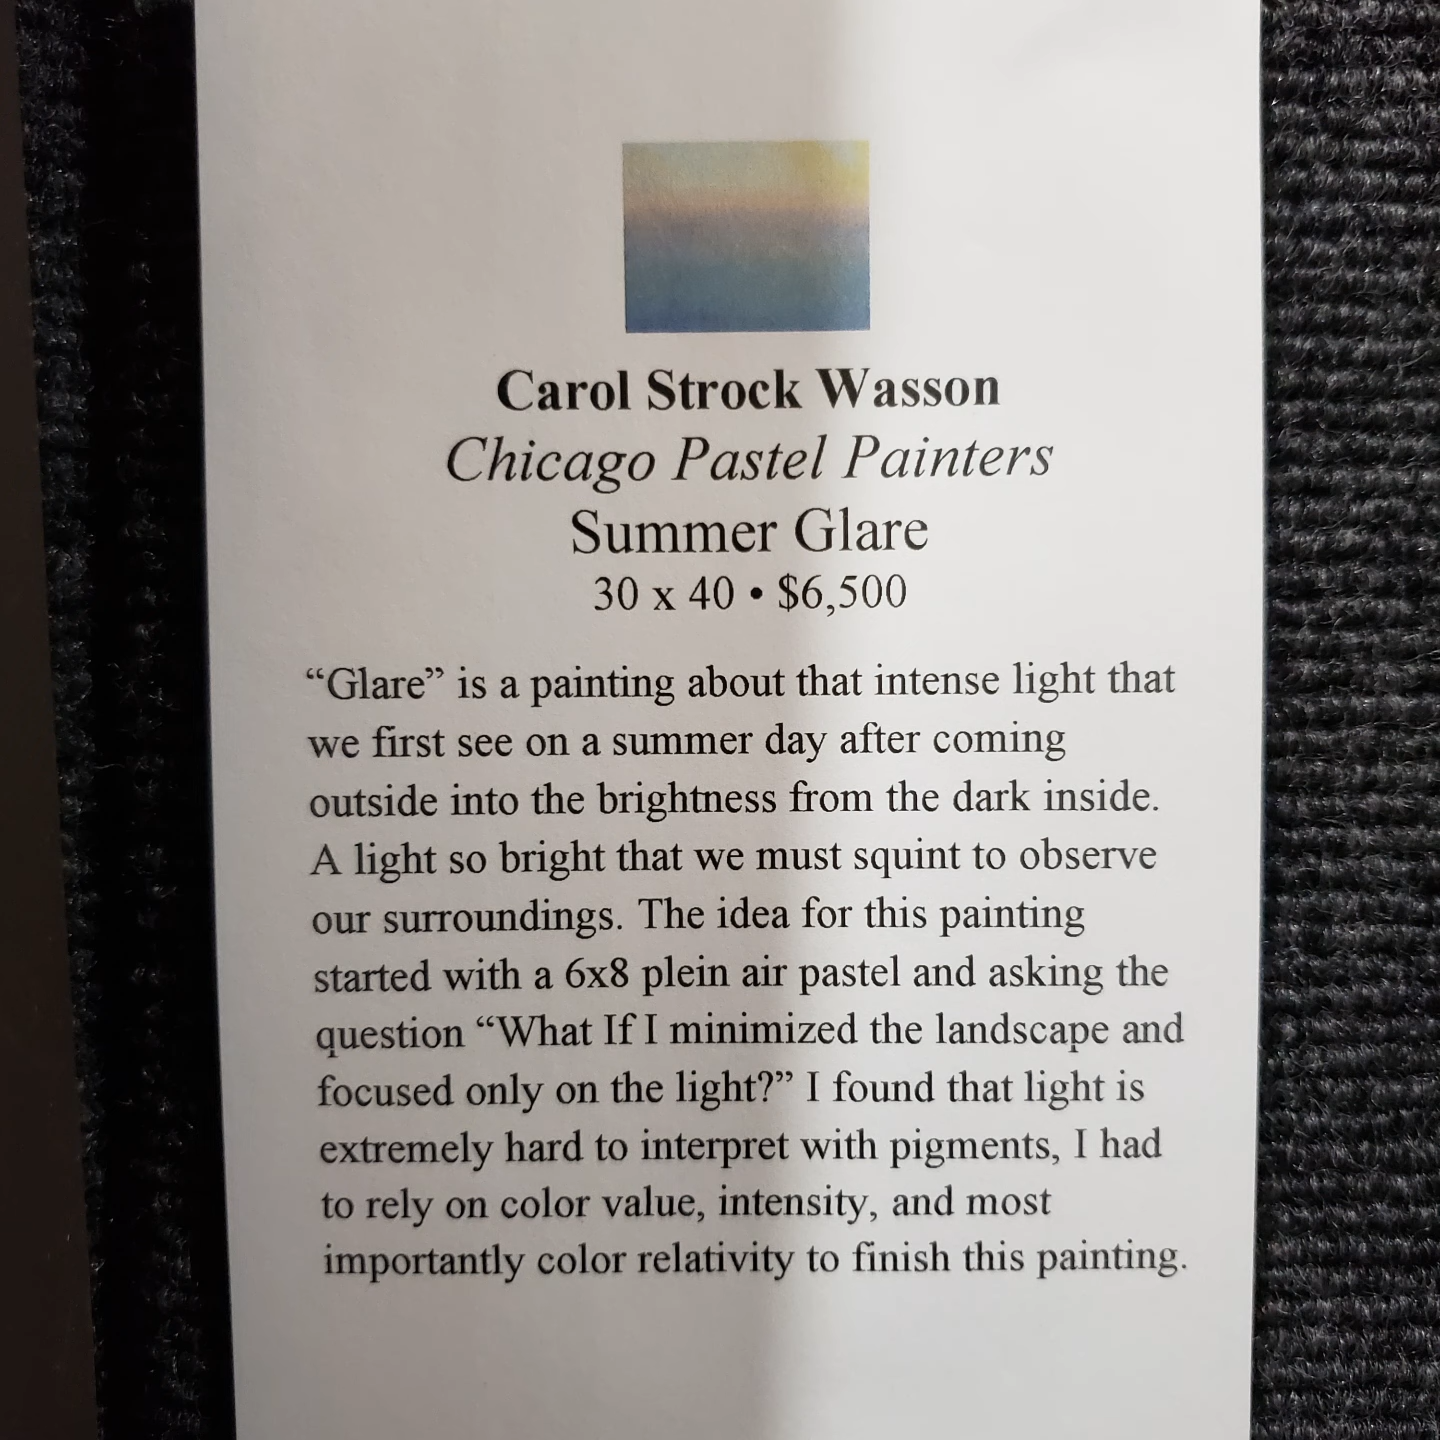 Carol Strock Wasson
Chicago Pastel Painters
Summer Glare
30 x 40 • $6,500
“Glare” is a painting about that intense light that
we first see on a summer day after coming
outside into the brightness from the dark inside.
A light so bright that we must squint to observe
our surroundings. The idea for this painting
started with a 6x8 plein air pastel and asking the
question “What If I minimized the landscape and
focused only on the light?” I found that light is
extremely hard to interpret with pigments, I had
to rely on color value, intensity, and most
importantly color relativity to finish this painting.